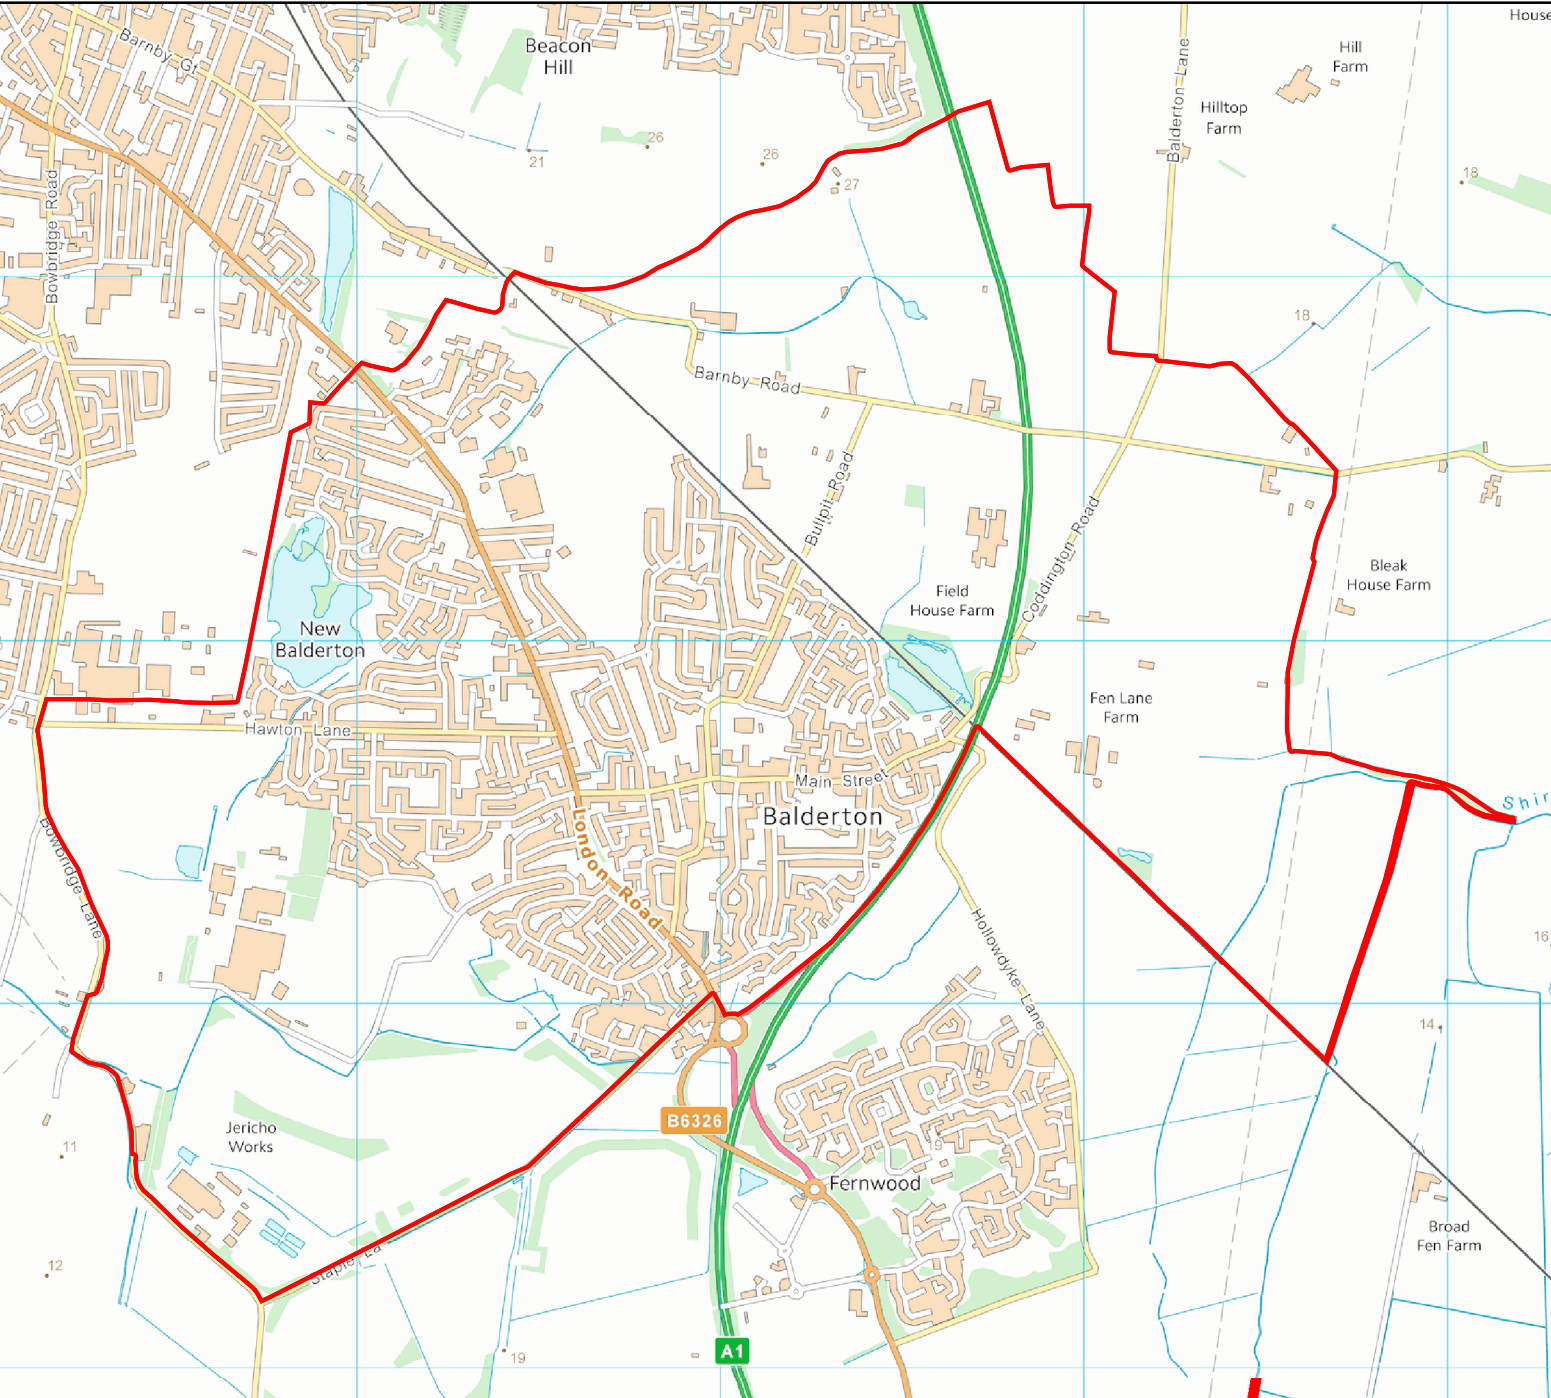 House
Barnby Gt
Beacon
Hill
Hill
Farm
Balderton Lane
Hilltop
Farm
26
21
26
27
18
Bowbridge Road
18
Barnby Road
Bullpit Road
Coddington Road
Field
House Farm
Bleak
House Farm
New
Balderton
Fen Lane
Farm
Hawton Lane
Main Street
Balderton
London Road
Shir
Bowbridge Lane
Hollowdyke Lane
16
14
B6326
Jericho
Works
11
19
Fernwood
Broad
Fen Farm
Staple La
12
A1
19